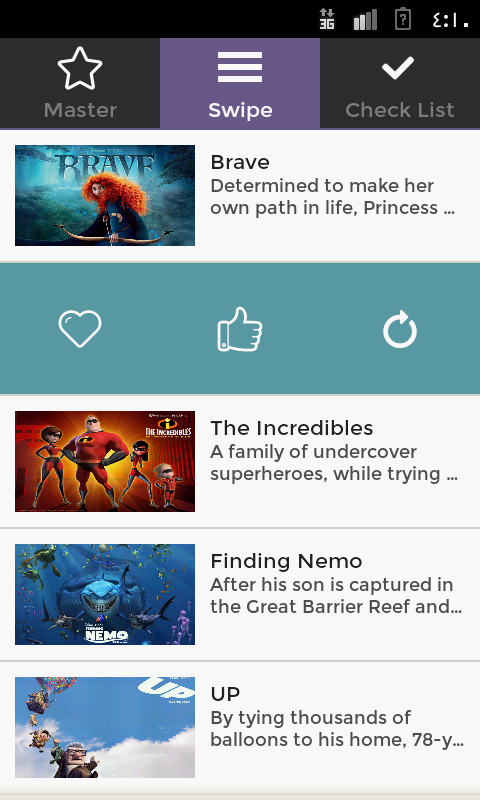 3G ٤:١٠
Master Swipe Check List
BRAVE
Brave
Determined to make her
own path in life, Princess ...
THE INCREDIBLES
The Incredibles
A family of undercover
superheroes, while trying ...
FINDING
NEMO
Finding Nemo
After his son is captured in
the Great Barrier Reef and...
UP
UP
By tying thousands of
balloons to his home, 78-y...